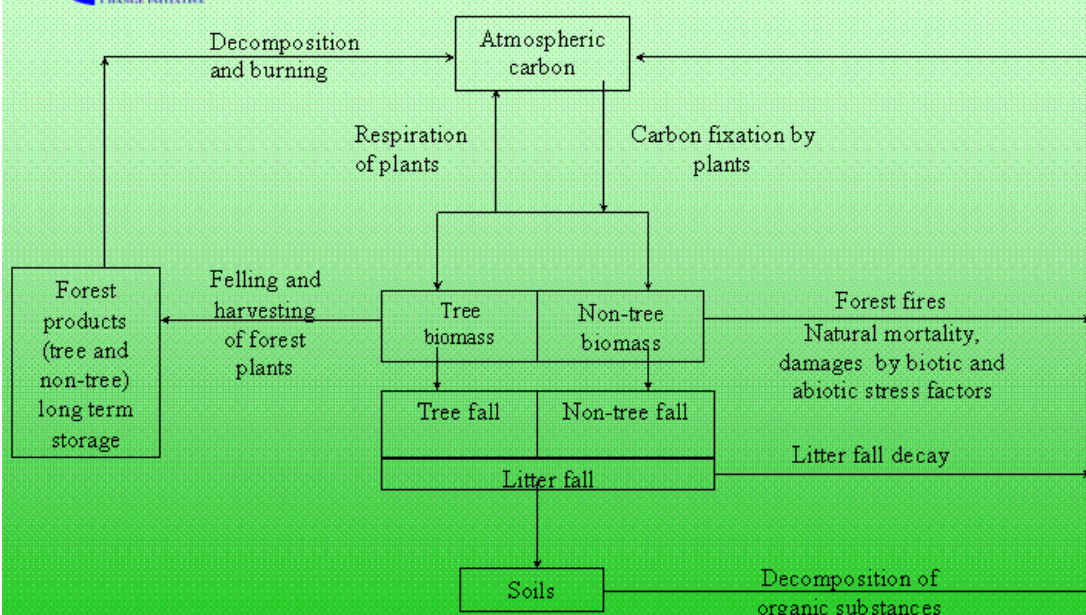 CHANGE INITIATIVE
Decomposition
and burning
Atmospheric
carbon
Respiration
of plants
Carbon fixation by
plants
Forest
products
(tree and
non-tree)
long term
storage
Felling and
harvesting
of forest
plants
Tree
biomass
Non-tree
biomass
Forest fires
Natural mortality,
damages by biotic and
abiotic stress factors
Tree fall
Non-tree fall
Litter fall
Litter fall decay
Soils
Decomposition of
organic substances